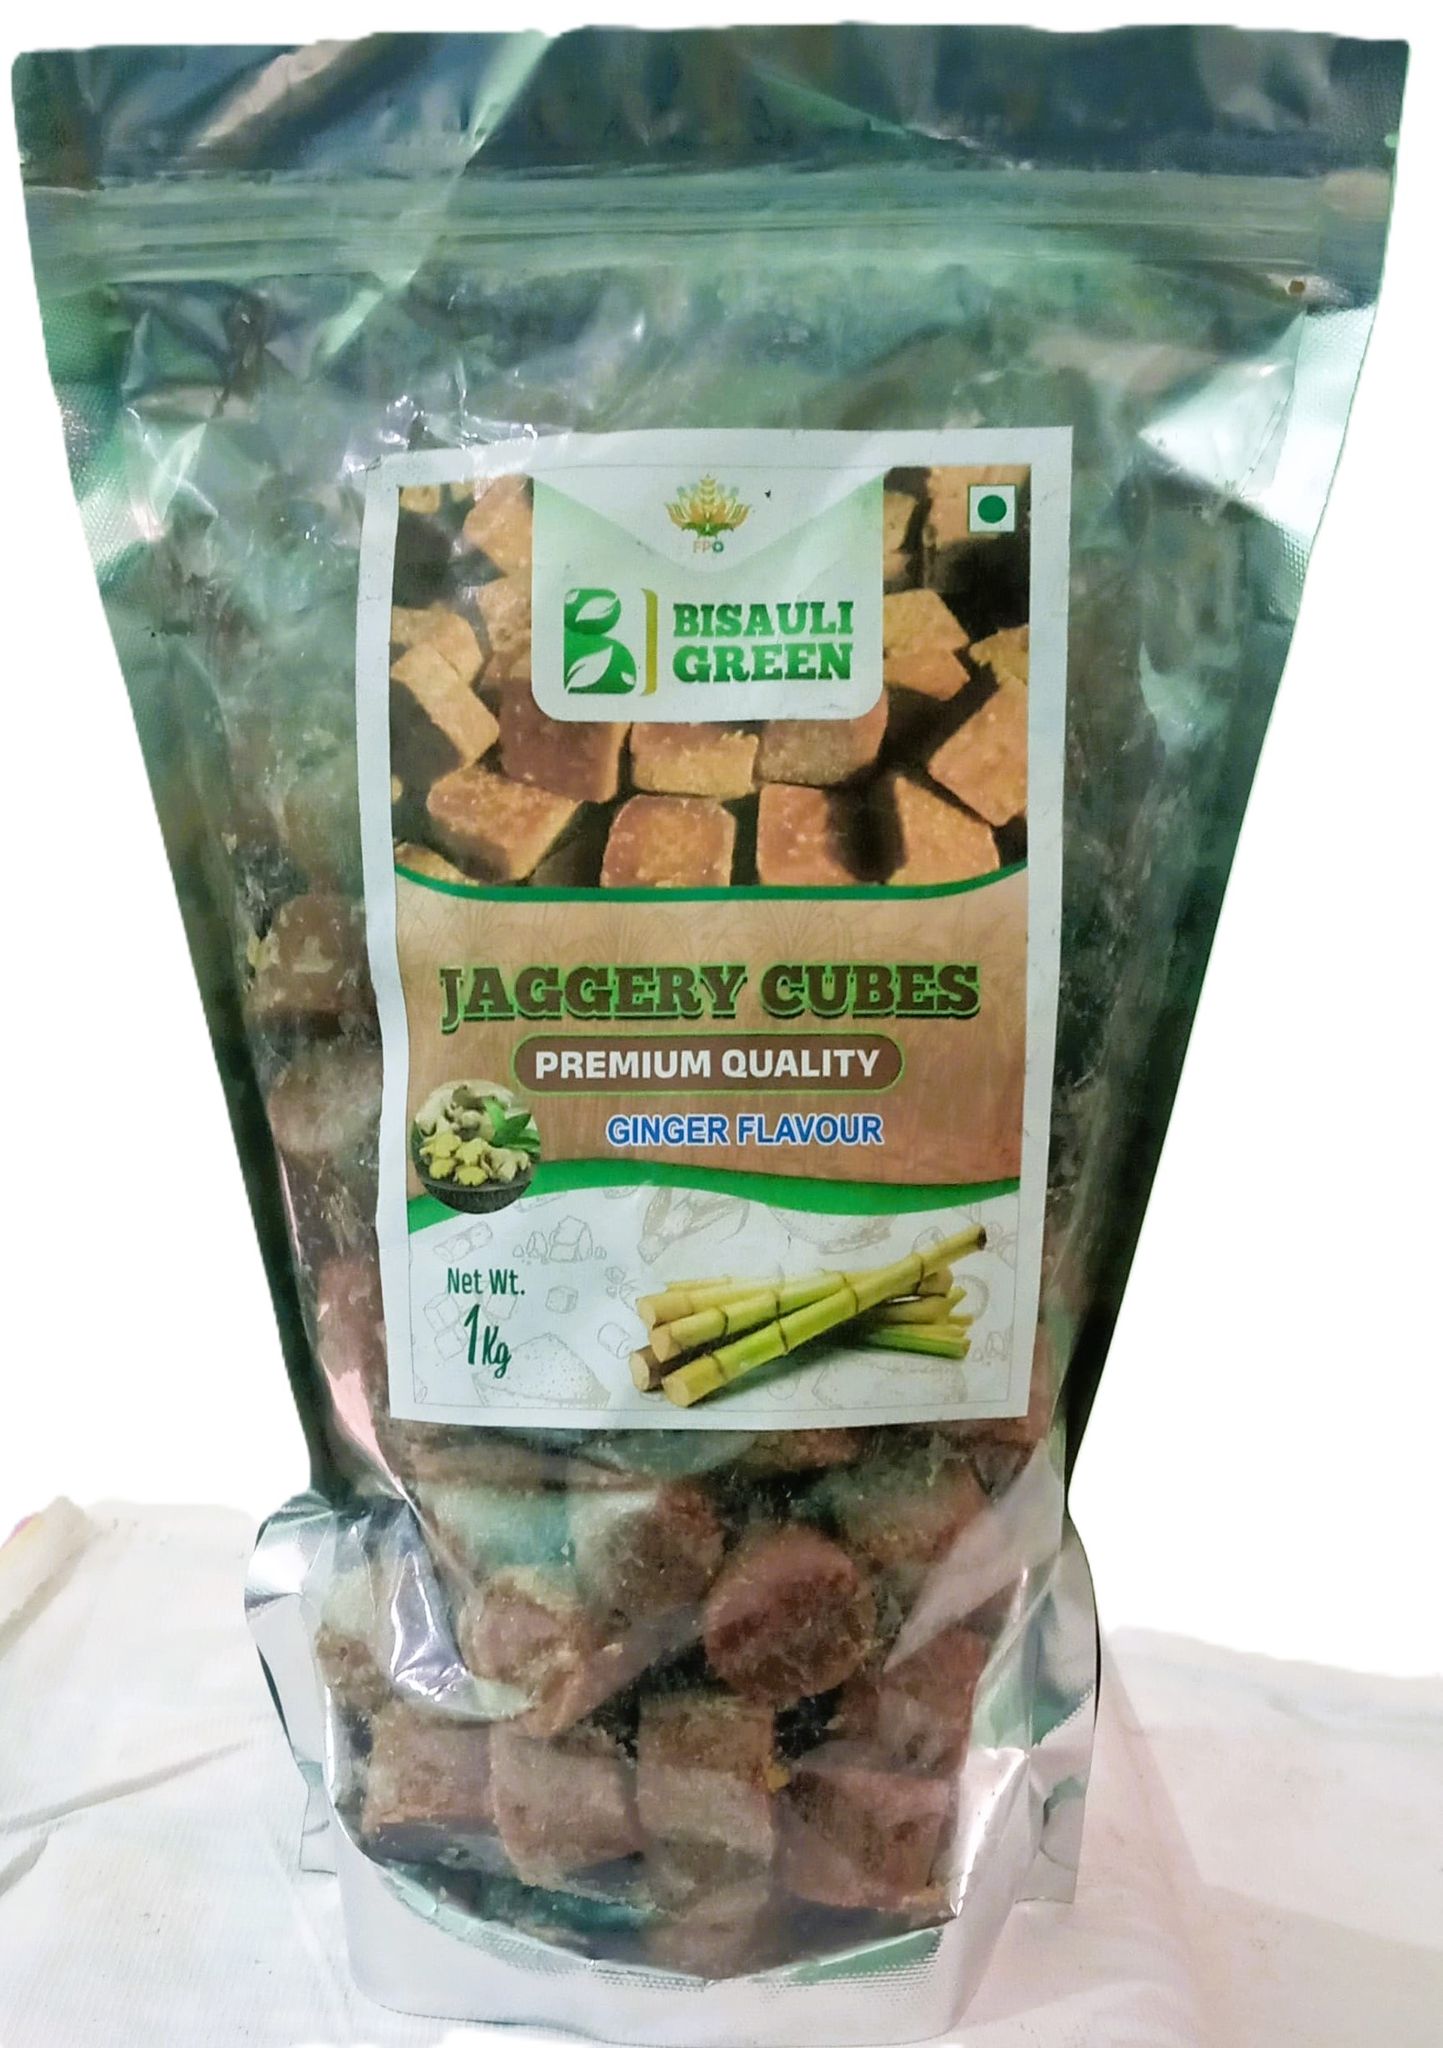 FPO
BISAULI
GREEN
JAGGERY CUBES
PREMIUM QUALITY
GINGER FLAVOUR
Net Wt.
1Kg